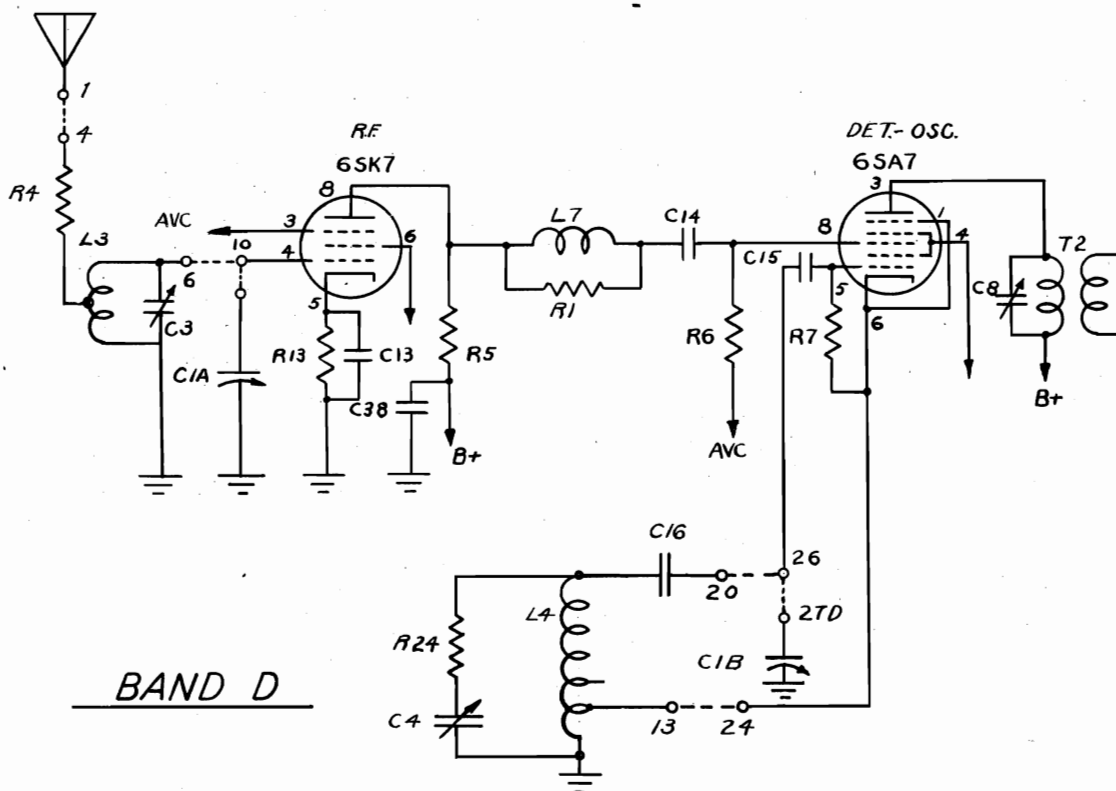 1
4
R4
L3
AVC
10
6
C3
C1A
R.F.
6SK7
8
3
4
6
5
R13
C13
C38
R5
B+
L7
R1
C14
R6
AVC
DET.-OSC.
6SA7
3
8
1
4
C15
5
6
R7
C8
T2
B+
C16
20
26
27D
C1B
L4
R24
C4
13
24
BAND D